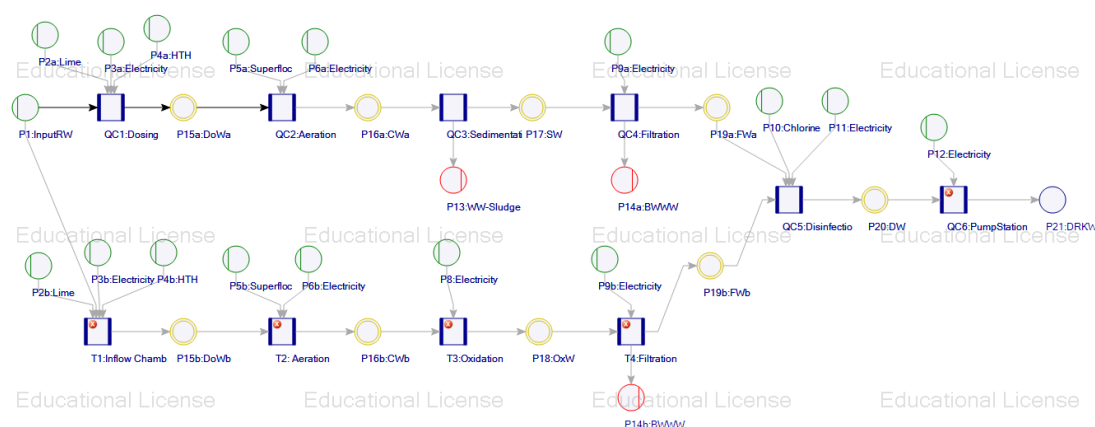 P2a:Lime
P3a:Electricity
P4a:HTH
P5a:Superfloc
P6a:Electricity
P9a:Electricity
Educational License Educational License Educational License Educational License
P1:InputRW
QC1:Dosing
P15a:DoWa
QC2:Aeration
P16a:CWa
QC3:Sedimentati
P17:SW
QC4:Filtration
P19a:FWa
P10:Chlorine
P11:Electricity
P12:Electricity
P13:WW-Sludge
P14a:BWWW
QC5:Disinfectio
P20:DW
QC6:PumpStation
P21:DRKW
Educational License Educational License Educational License Educational License
P2b:Lime
P3b:Electricity
P4b:HTH
P5b:Superfloc
P6b:Electricity
P8:Electricity
P9b:Electricity
P19b:FWb
T1:Inflow Chamb
P15b:DoWb
T2: Aeration
P16b:CWb
T3:Oxidation
P18:OxW
T4:Filtration
Educational License Educational License Educational License Educational License
P14b:BWWW